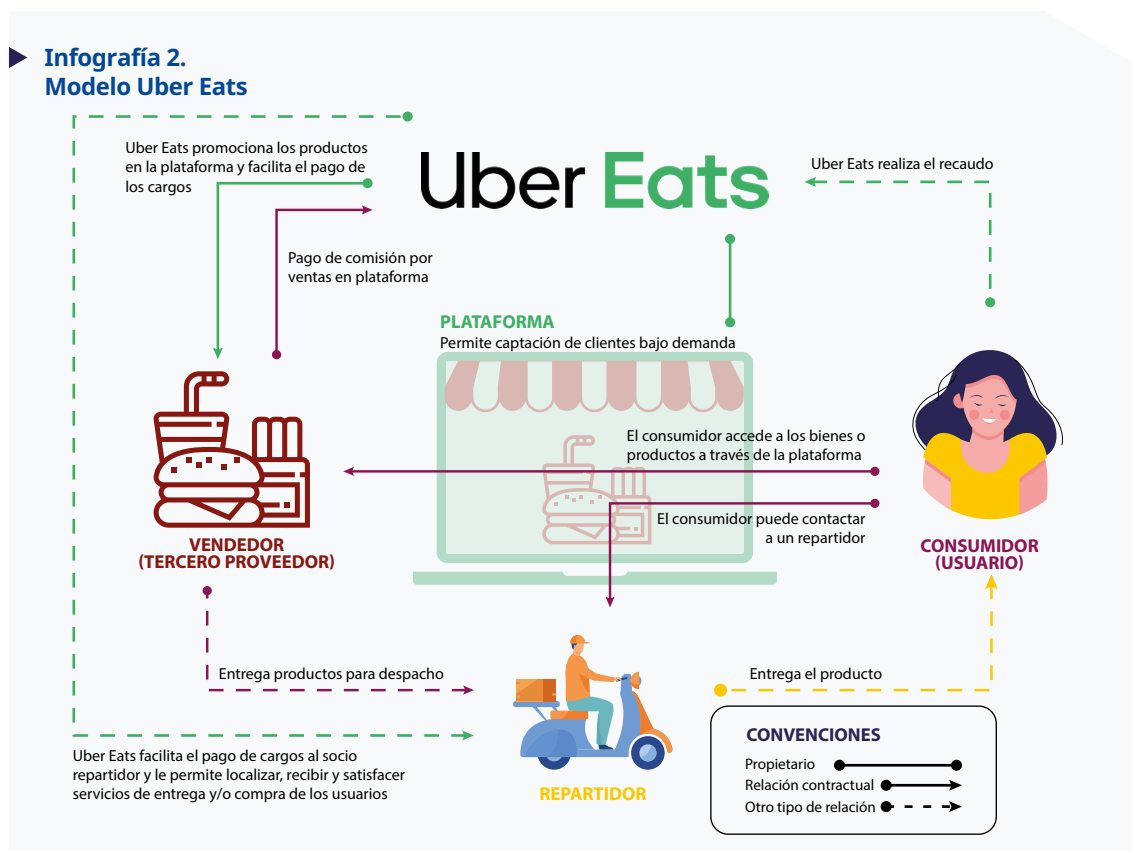 Infografía 2.
Modelo Uber Eats
Uber Eats promociona los productos
en la plataforma y facilita el pago de
los cargos
Uber Eats
Uber Eats realiza el recaudo
Pago de comisión por
ventas en plataforma
PLATAFORMA
Permite captación de clientes bajo demanda
El consumidor accede a los bienes o
productos a través de la plataforma
El consumidor puede contactar
a un repartidor
VENDEDOR
(TERCERO PROVEEDOR)
CONSUMIDOR
(USUARIO)
Entrega productos para despacho
Entrega el producto
Uber Eats facilita el pago de cargos al socio
repartidor y le permite localizar, recibir y satisfacer
servicios de entrega y/o compra de los usuarios
REPARTIDOR
CONVENCIONES
Propietario
Relación contractual
Otro tipo de relación